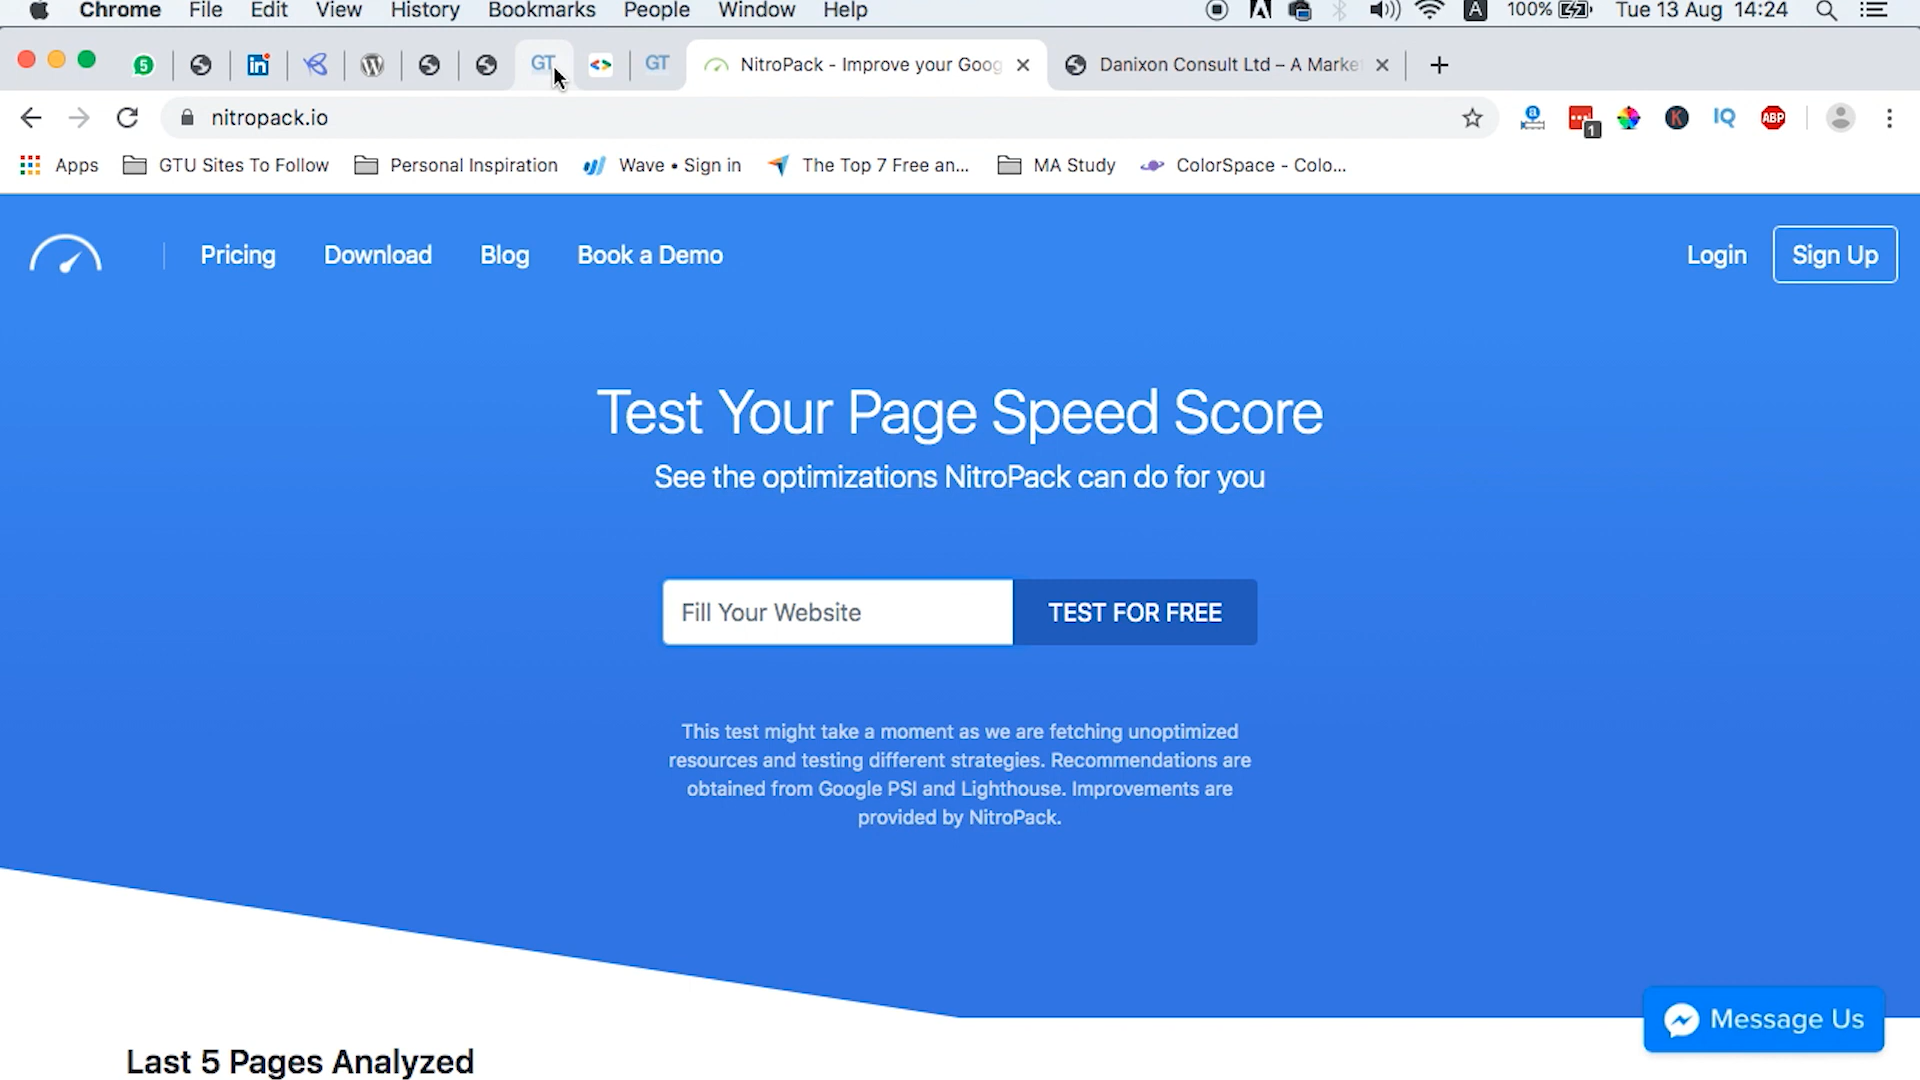 Chrome File Edit View History Bookmarks People Window Help A 100% Tue 13 Aug 14:24
5 in GT <> GT NitroPack - Improve your Goog Danixon Consult Ltd – A Marke
nitropack.io a 1 K IQ ABP
Apps GTU Sites To Follow Personal Inspiration Wave • Sign in The Top 7 Free an... MA Study ColorSpace - Colo...
Pricing Download Blog Book a Demo Login Sign Up
Test Your Page Speed Score
See the optimizations NitroPack can do for you
Fill Your Website TEST FOR FREE
This test might take a moment as we are fetching unoptimized
resources and testing different strategies. Recommendations are
obtained from Google PSI and Lighthouse. Improvements are
provided by NitroPack.
Message Us
Last 5 Pages Analyzed